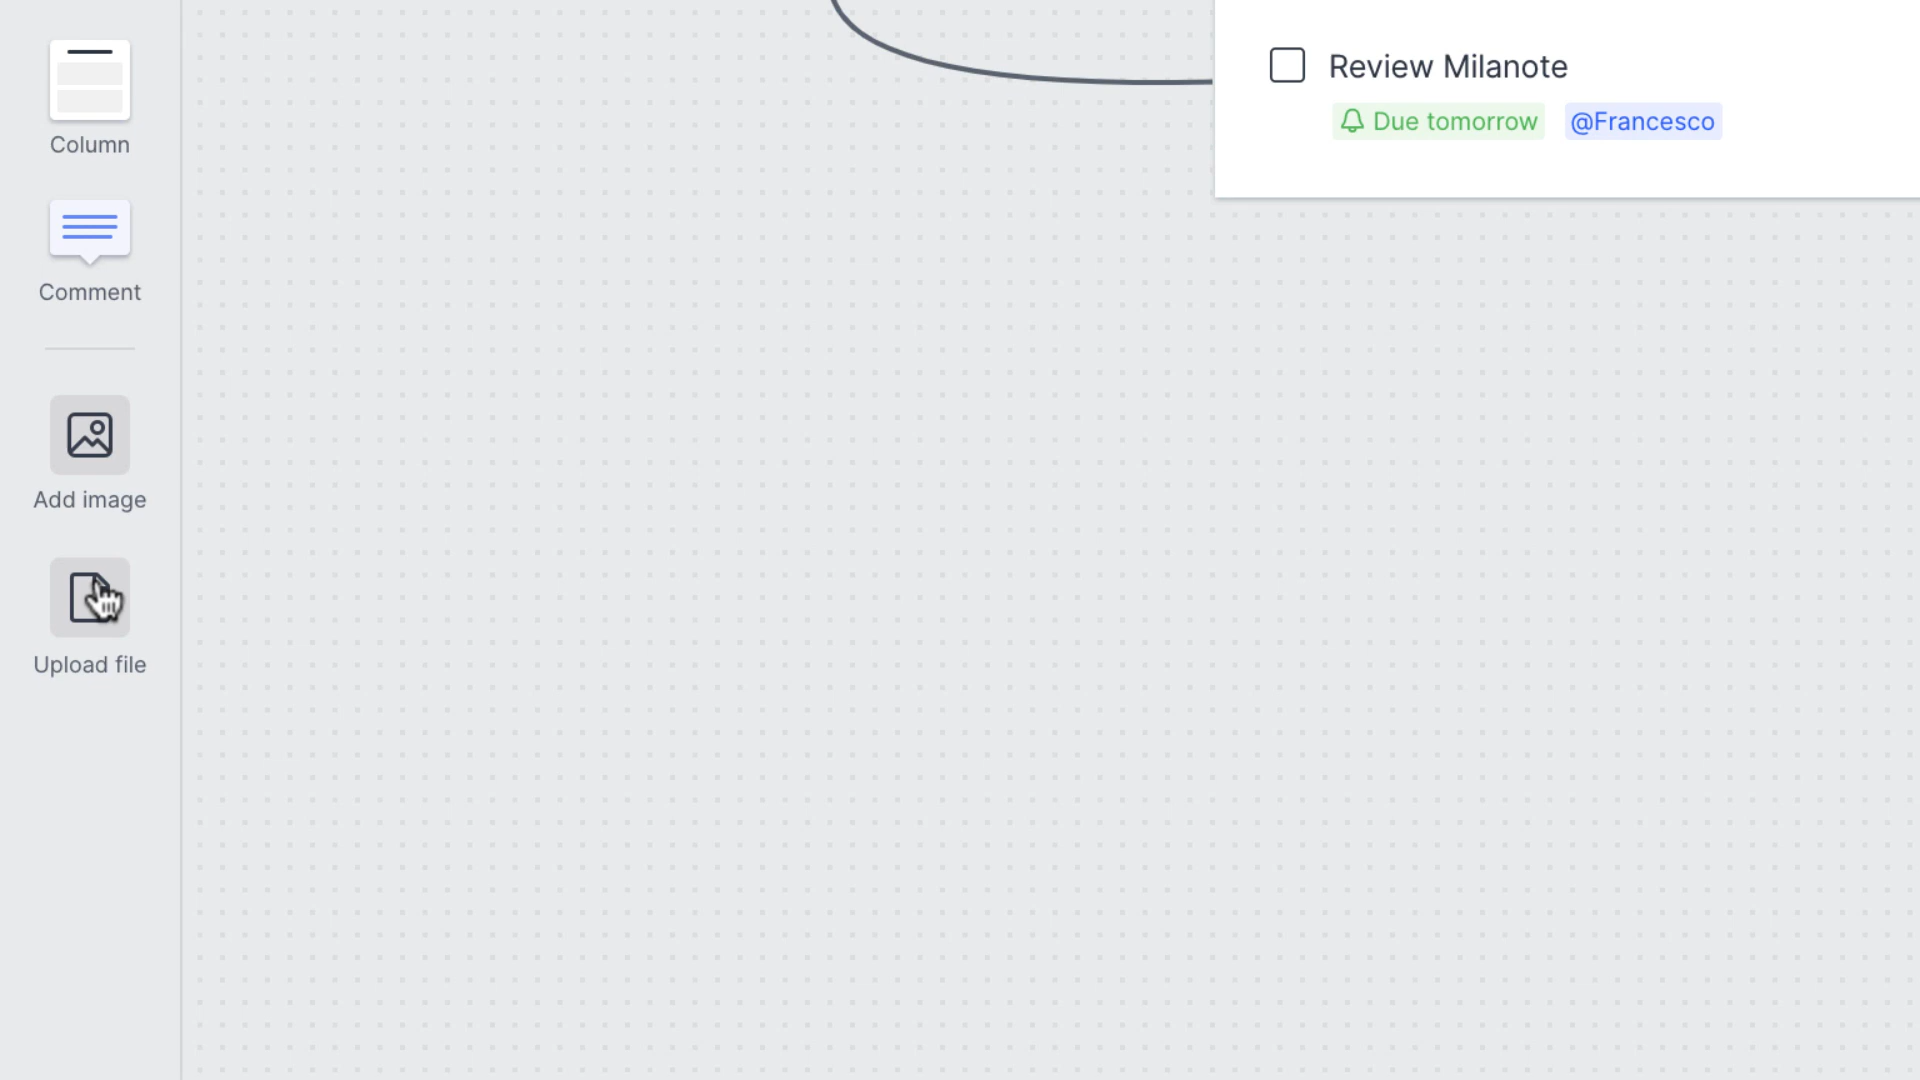 Column
Comment
Add image
Upload file
Review Milanote
Due tomorrow @Francesco